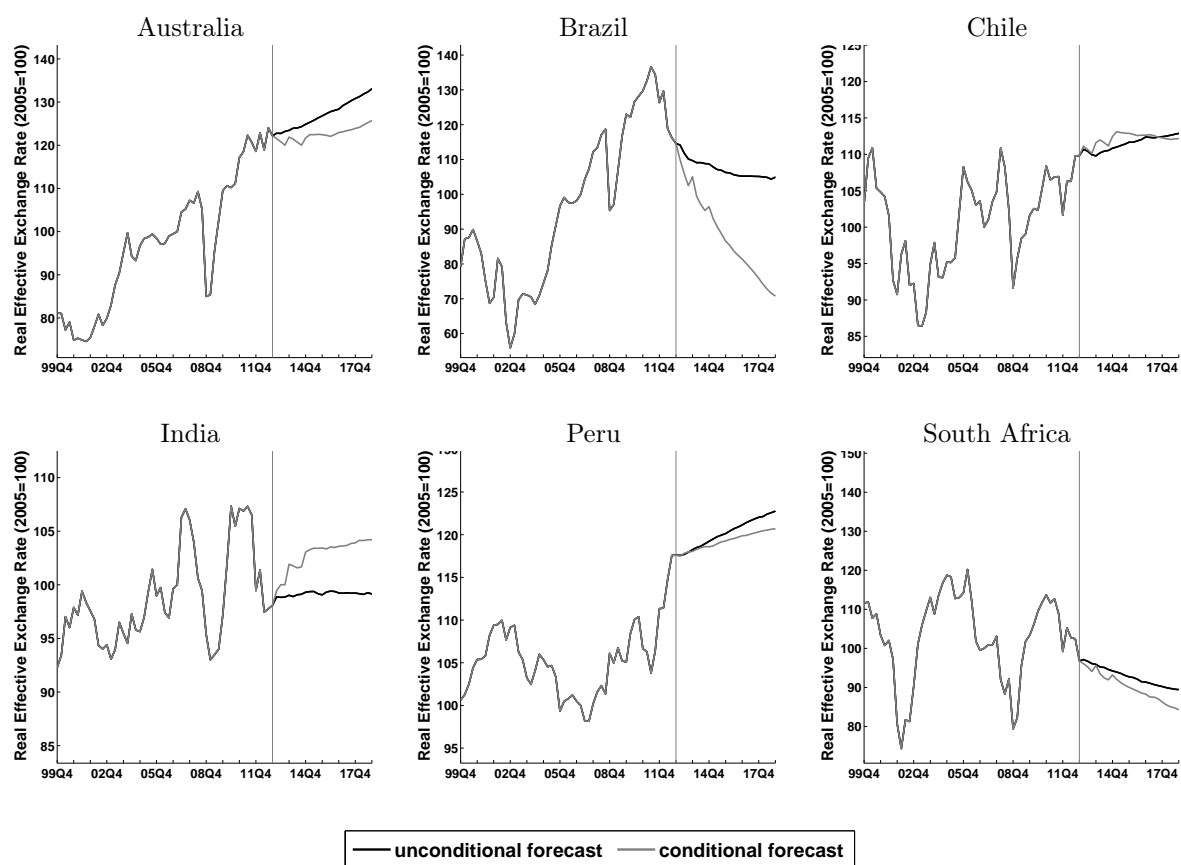 Australia
Real Effective Exchange Rate (2005=100)
130
120
110
100
90
80
99Q4 02Q4 05Q4 08Q4 11Q4 14Q4 17Q4
Brazil
Real Effective Exchange Rate (2005=100)
140
130
120
110
100
90
80
70
60
99Q4 02Q4 05Q4 08Q4 11Q4 14Q4 17Q4
Chile
Real Effective Exchange Rate (2005=100)
125
120
115
110
105
100
95
90
85
99Q4 02Q4 05Q4 08Q4 11Q4 14Q4 17Q4
India
Real Effective Exchange Rate (2005=100)
110
105
100
95
90
85
99Q4 02Q4 05Q4 08Q4 11Q4 14Q4 17Q4
Peru
Real Effective Exchange Rate (2005=100)
130
125
120
115
110
105
100
95
99Q4 02Q4 05Q4 08Q4 11Q4 14Q4 17Q4
South Africa
Real Effective Exchange Rate (2005=100)
150
140
130
120
110
100
90
80
99Q4 02Q4 05Q4 08Q4 11Q4 14Q4 17Q4
unconditional forecast conditional forecast